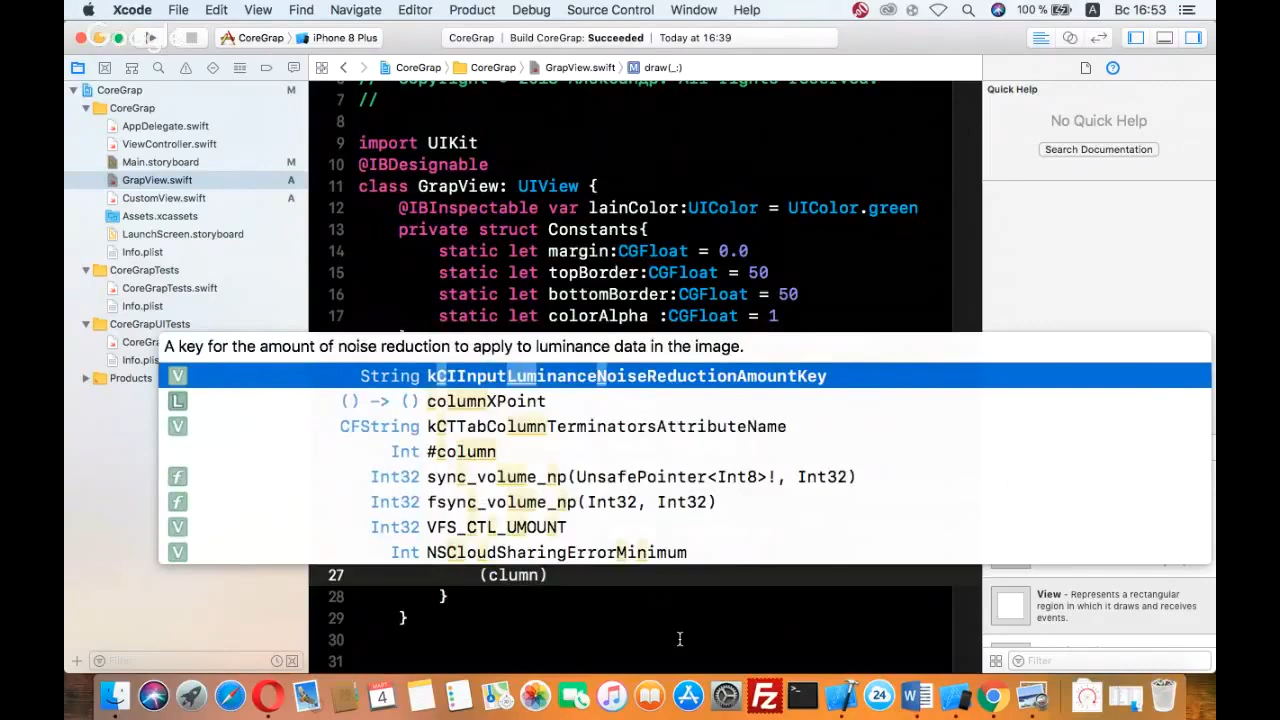 Xcode File Edit View Find Navigate Editor Product Debug Source Control Window Help 100 % A Вс 16:53
CoreGrap iPhone 8 Plus CoreGrap Build CoreGrap: Succeeded Today at 16:39
CoreGrap CoreGrap GrapView.swift draw(_:)
CoreGrap M
CoreGrap
AppDelegate.swift
ViewController.swift
Main.storyboard M
GrapView.swift A
CustomView.swift A
Assets.xcassets
LaunchScreen.storyboard
Info.plist
CoreGrapTests
CoreGrapTests.swift
Info.plist
CoreGrapUITests
CoreGra
Info.plis
Products
7 //
8
9 import UIKit
10 @IBDesignable
11 class GrapView: UIView {
12 @IBInspectable var lainColor:UIColor = UIColor.green
13 private struct Constants{
14 static let margin:CGFloat = 0.0
15 static let topBorder:CGFloat = 50
16 static let bottomBorder:CGFloat = 50
17 static let colorAlpha :CGFloat = 1
A key for the amount of noise reduction to apply to luminance data in the image.
V String kCIInputLuminanceNoiseReductionAmountKey
L () -> () columnXPoint
V CFString kCTTabColumnTerminatorsAttributeName
Int #column
f Int32 sync_volume_np(UnsafePointer<Int8>!, Int32)
f Int32 fsync_volume_np(Int32, Int32)
V Int32 VFS_CTL_UMOUNT
V Int NSCloudSharingErrorMinimum
27 (clumn)
28 }
29 }
30
31
Quick Help
No Quick Help
Search Documentation
View - Represents a rectangular
region in which it draws and receives
events.
Filter
Filter
МАРТ
4
24